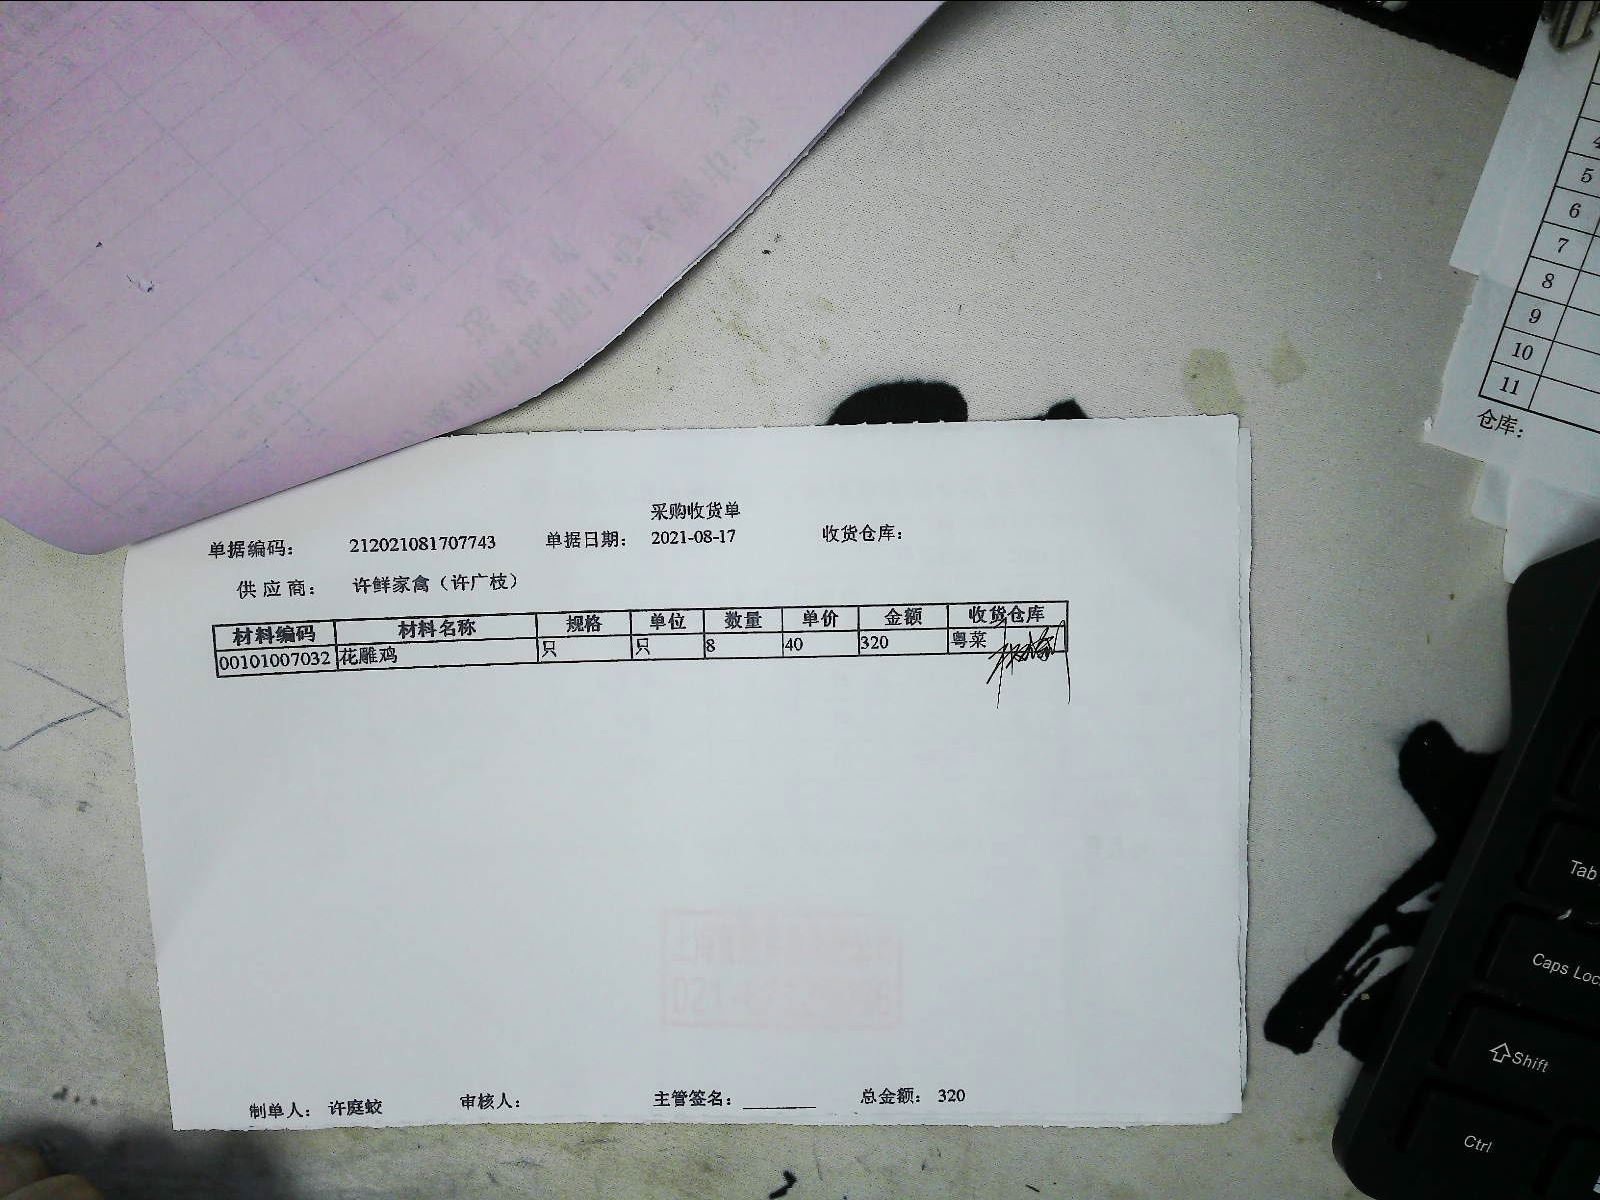 采购收货单
单据编码： 212021081707743 单据日期： 2021-08-17 收货仓库：
供应商： 许鲜家禽（许广枝）
材料编码 材料名称 规格 单位 数量 单价 金额 收货仓库
00101007032 花雕鸡 只 只 8 40 320 粤菜
制单人： 许庭蛟 审核人： 主管签名： 总金额： 320
4
5
6
7
8
9
10
11
仓库：
Tab
Caps Loc
Shift
Ctrl